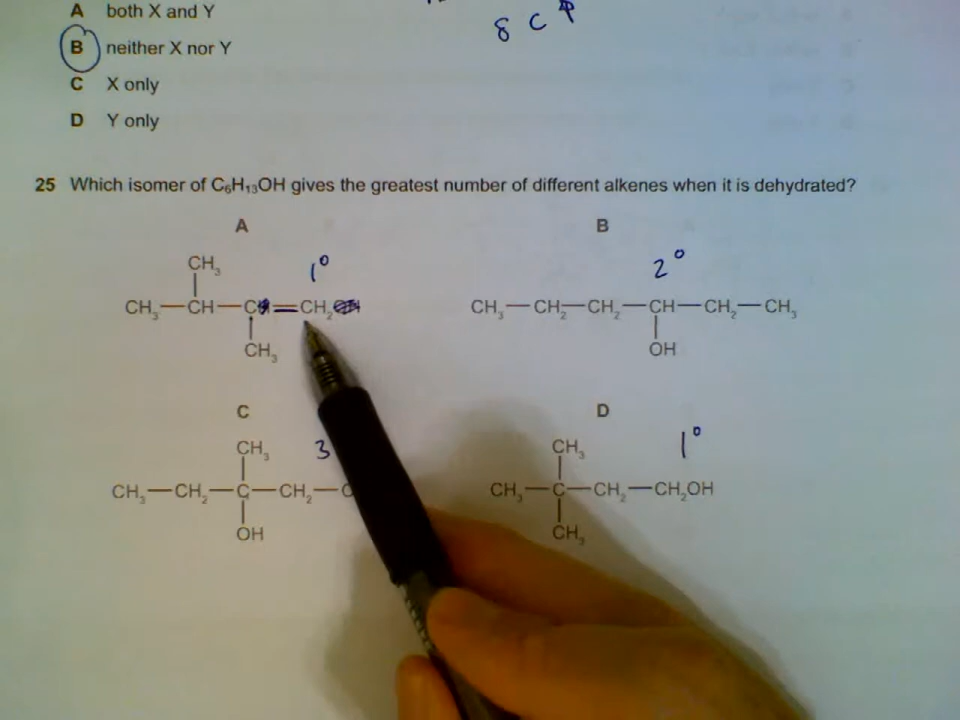 A both X and Y
8 C
B neither X nor Y
C X only
D Y only
25 Which isomer of C₆H₁₃OH gives the greatest number of different alkenes when it is dehydrated?
A
B
CH₃
1°
2°
CH₃—CH—C=CH₂
CH₃—CH₂—CH₂—CH—CH₂—CH₃
CH₃
OH
C
D
CH₃
3
CH₃
1°
CH₃—CH₂—C—CH₂—C
CH₃—C—CH₂—CH₂OH
OH
CH₃